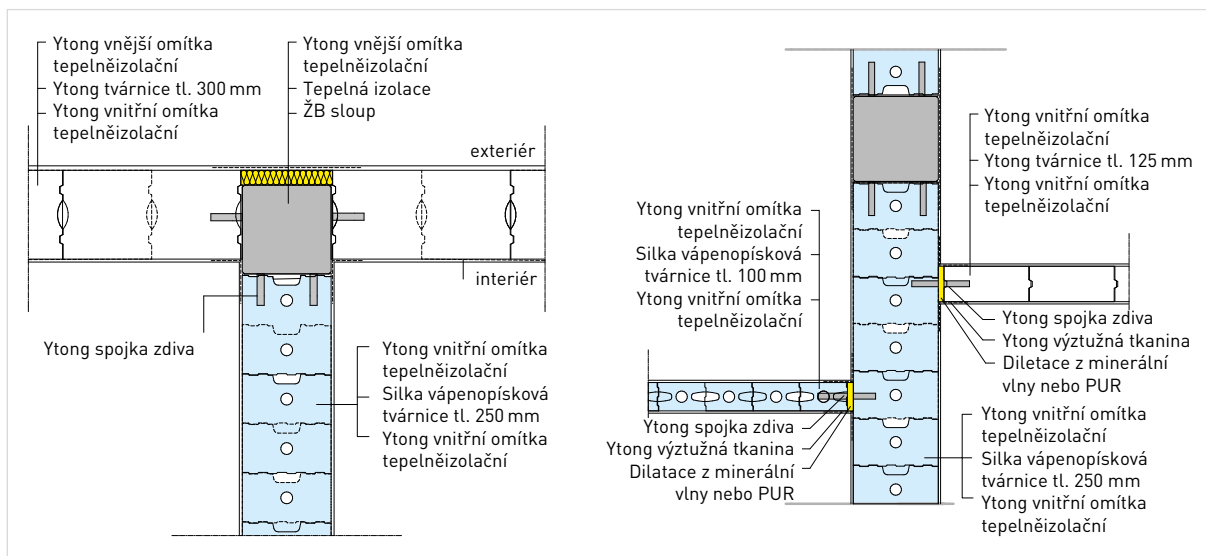 Ytong vnější omítka
tepelněizolační
Ytong tvárnice tl. 300 mm
Ytong vnitřní omítka
tepelněizolační
Ytong vnější omítka
tepelněizolační
Tepelná izolace
ŽB sloup
exteriér
interiér
Ytong spojka zdiva
Ytong vnitřní omítka
tepelněizolační
Silka vápenopísková
tvárnice tl. 250 mm
Ytong vnitřní omítka
tepelněizolační
Ytong vnitřní omítka
tepelněizolační
Ytong tvárnice tl. 125 mm
Ytong vnitřní omítka
tepelněizolační
Ytong vnitřní omítka
tepelněizolační
Silka vápenopísková
tvárnice tl. 100 mm
Ytong vnitřní omítka
tepelněizolační
Ytong spojka zdiva
Ytong výztužná tkanina
Diletace z minerální
vlny nebo PUR
Ytong spojka zdiva
Ytong výztužná tkanina
Dilatace z minerální
vlny nebo PUR
Ytong vnitřní omítka
tepelněizolační
Silka vápenopísková
tvárnice tl. 250 mm
Ytong vnitřní omítka
tepelněizolační